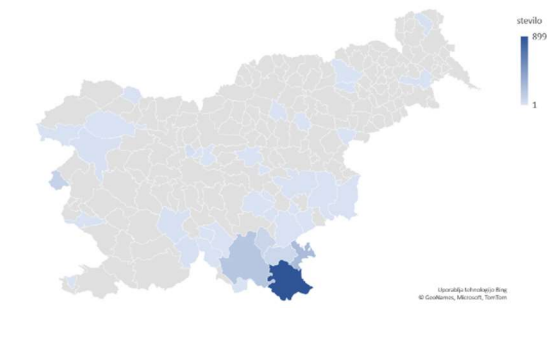 stevilo
899
1
Uporablja tehnologijo Bing
© GeoNames, Microsoft, TomTom